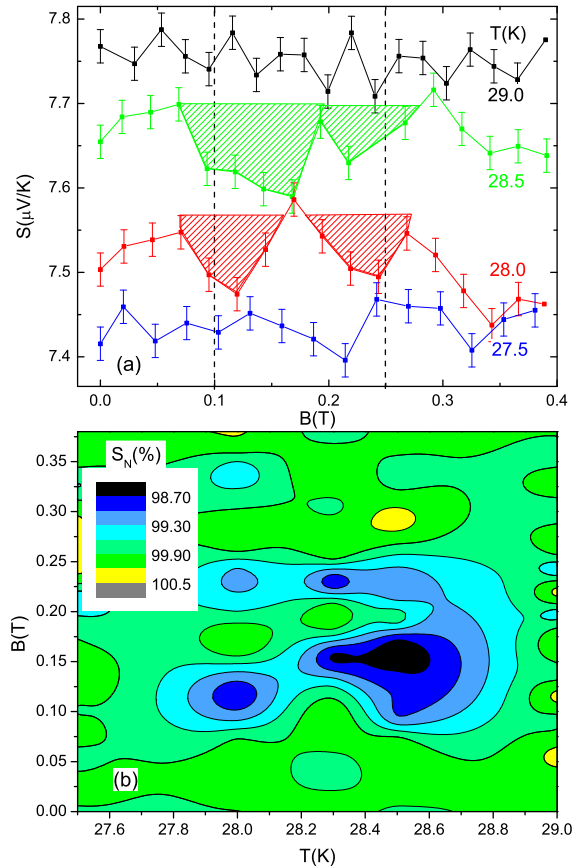 7.8
7.7
7.6
7.5
7.4
S(μV/K)
T(K)
29.0
28.5
28.0
27.5
(a)
0.0 0.1 0.2 0.3 0.4
B(T)
S_N(%)
98.70
99.30
99.90
100.5
0.35
0.30
0.25
0.20
0.15
0.10
0.05
0.00
B(T)
(b)
27.6 27.8 28.0 28.2 28.4 28.6 28.8 29.0
T(K)